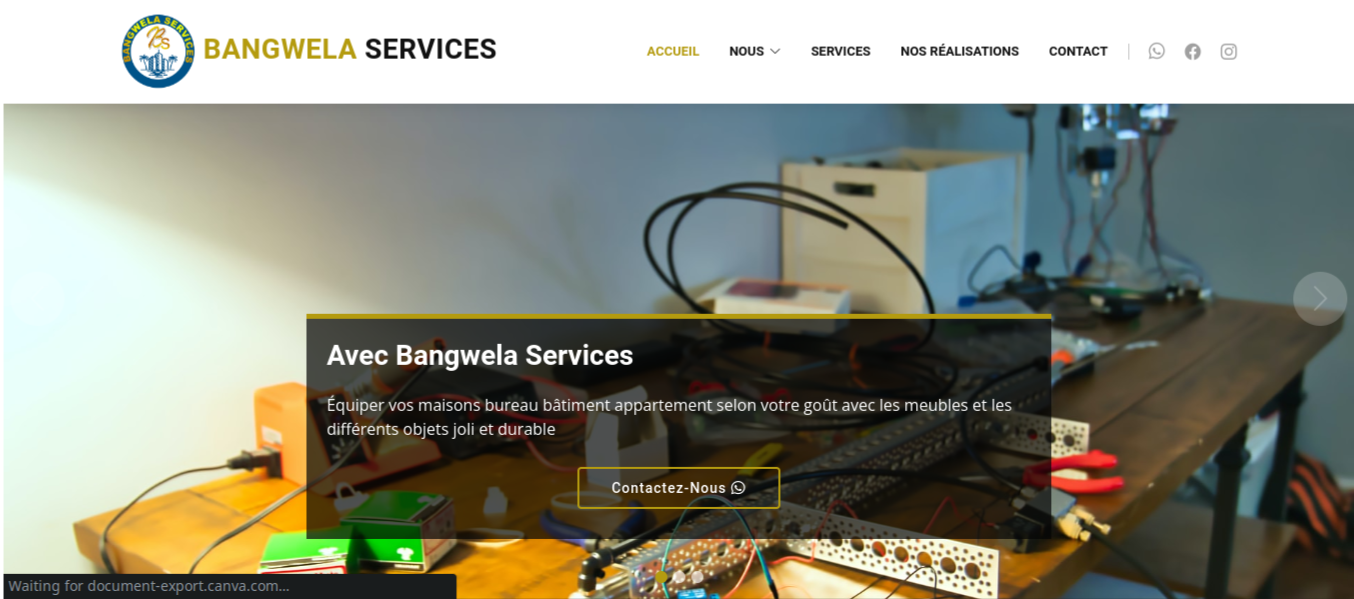 BANGWELA SERVICES
BS
BANGWELA SERVICES
ACCUEIL NOUS SERVICES NOS RÉALISATIONS CONTACT
Avec Bangwela Services
Équiper vos maisons bureau bâtiment appartement selon votre goût avec les meubles et les
différents objets joli et durable
Contactez-Nous
Waiting for document-export.canva.com...